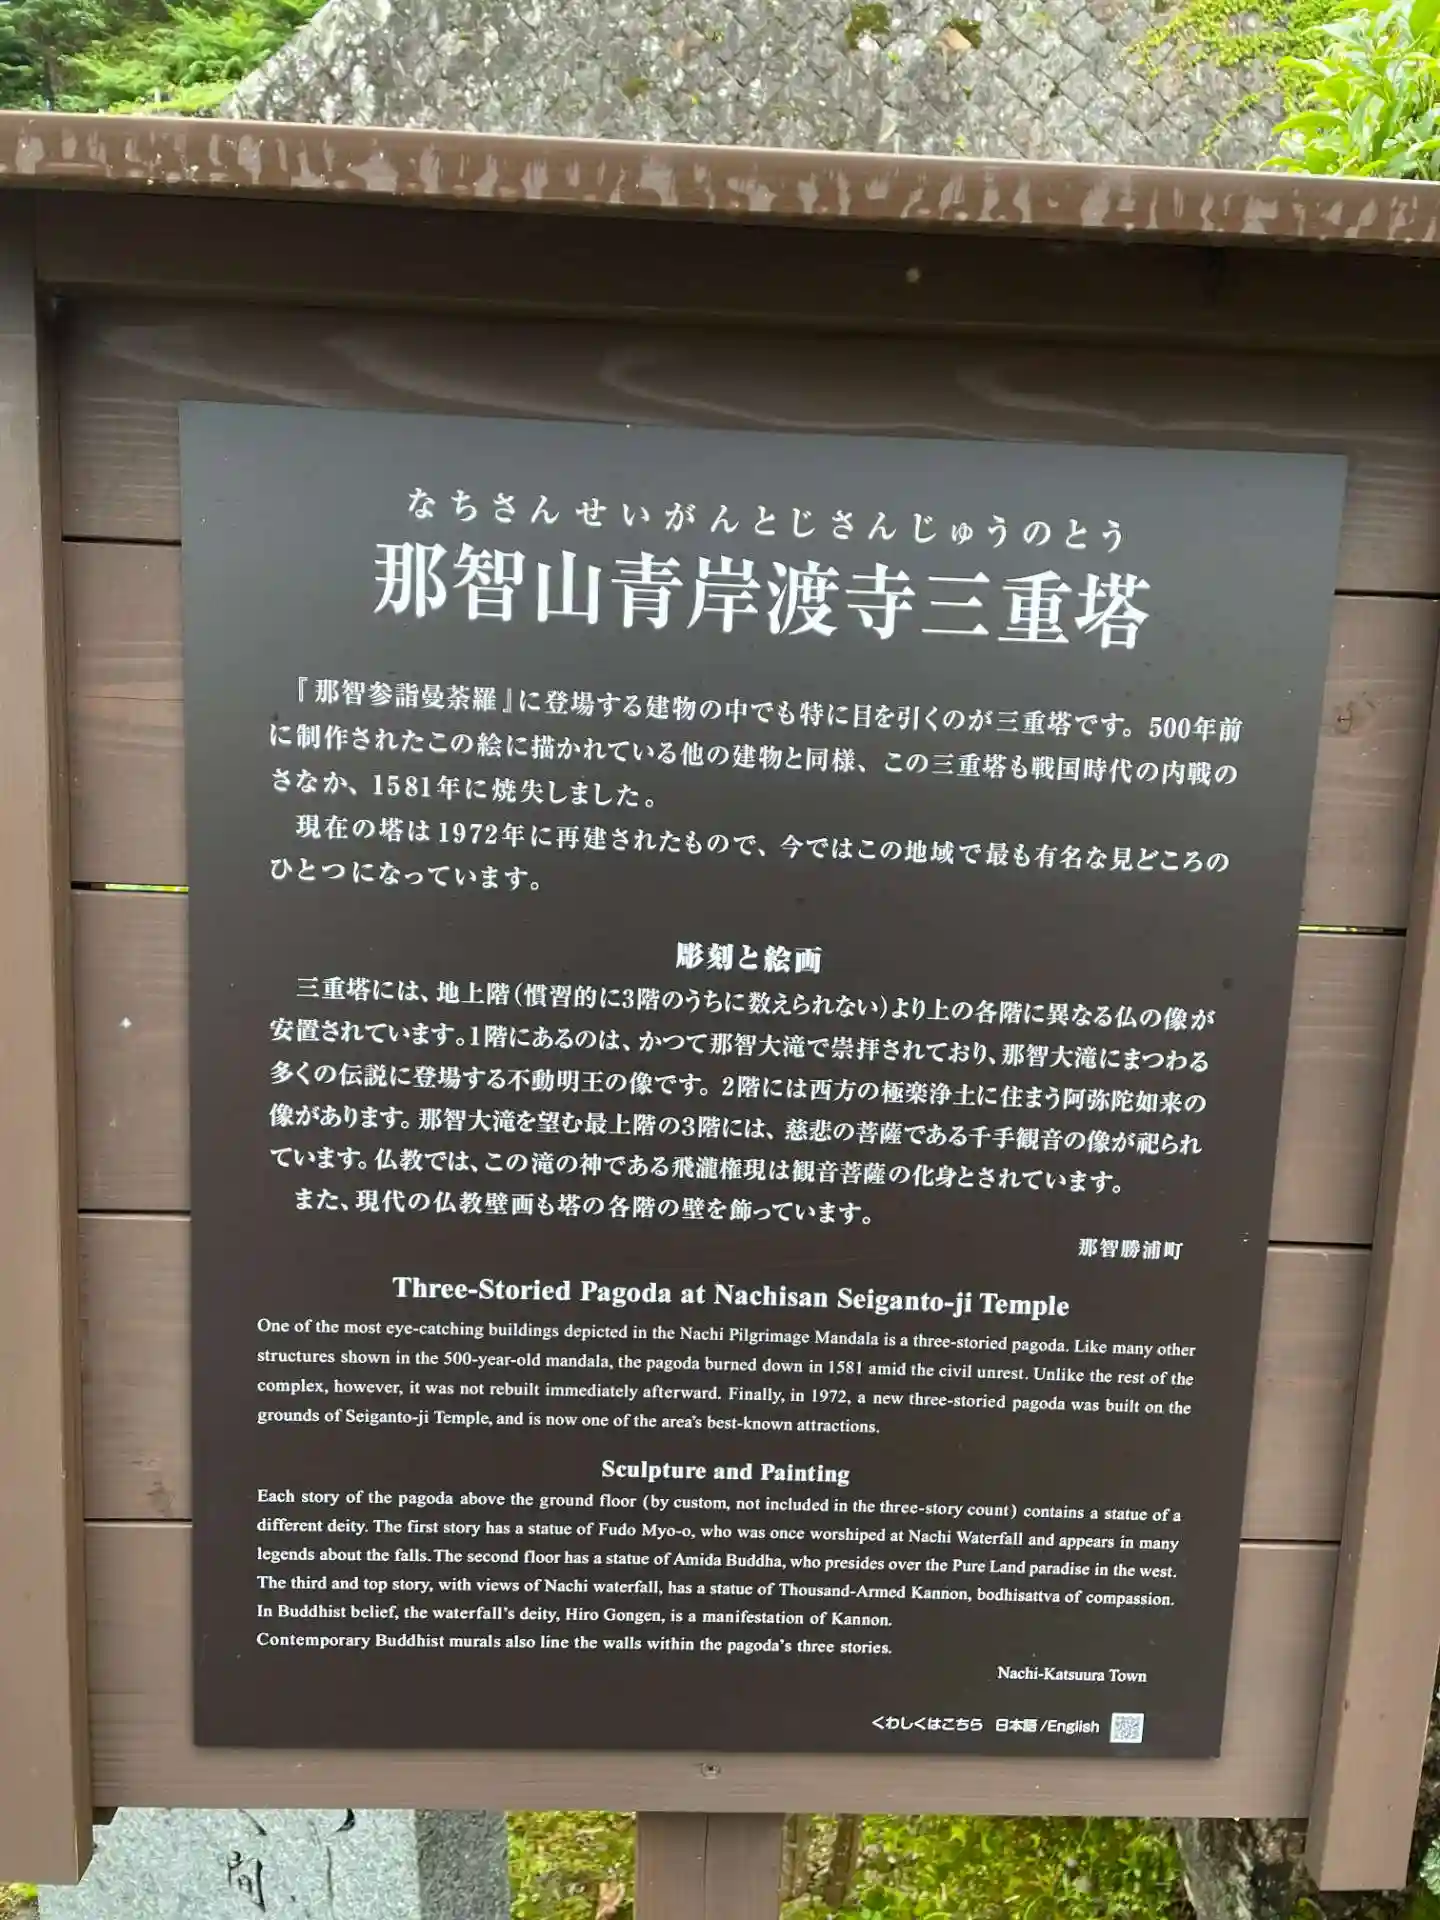 なちさんせいがんとじさんじゅうのとう
那智山青岸渡寺三重塔
『那智参詣曼荼羅』に登場する建物の中でも特に目を引くのが三重塔です。500年前
に制作されたこの絵に描かれている他の建物と同様、この三重塔も戦国時代の内戦の
さなか、1581年に焼失しました。
現在の塔は1972年に再建されたもので、今ではこの地域で最も有名な見どころの
ひとつになっています。
彫刻と絵画
三重塔には、地上階(慣習的に3階のうちに数えられない)より上の各階に異なる仏の像が
安置されています。1階にあるのは、かつて那智大滝で崇拝されており、那智大滝にまつわる
多くの伝説に登場する不動明王の像です。2階には西方の極楽浄土に住まう阿弥陀如来の
像があります。那智大滝を望む最上階の3階には、慈悲の菩薩である千手観音の像が祀られ
ています。仏教では、この滝の神である飛瀧権現は観音菩薩の化身とされています。
また、現代の仏教壁画も塔の各階の壁を飾っています。
那智勝浦町
Three-Storied Pagoda at Nachisan Seiganto-ji Temple
One of the most eye-catching buildings depicted in the Nachi Pilgrimage Mandala is a three-storied pagoda. Like many other
structures shown in the 500-year-old mandala, the pagoda burned down in 1581 amid the civil unrest. Unlike the rest of the
complex, however, it was not rebuilt immediately afterward. Finally, in 1972, a new three-storied pagoda was built on the
grounds of Seiganto-ji Temple, and is now one of the area's best-known attractions.
Sculpture and Painting
Each story of the pagoda above the ground floor (by custom, not included in the three-story count) contains a statue of a
different deity. The first story has a statue of Fudo Myo-o, who was once worshiped at Nachi Waterfall and appears in many
legends about the falls. The second floor has a statue of Amida Buddha, who presides over the Pure Land paradise in the west.
The third and top story, with views of Nachi waterfall, has a statue of Thousand-Armed Kannon, bodhisattva of compassion.
In Buddhist belief, the waterfall's deity, Hiro Gongen, is a manifestation of Kannon.
Contemporary Buddhist murals also line the walls within the pagoda's three stories.
Nachi-Katsuura Town
くわしくはこちら 日本語/English